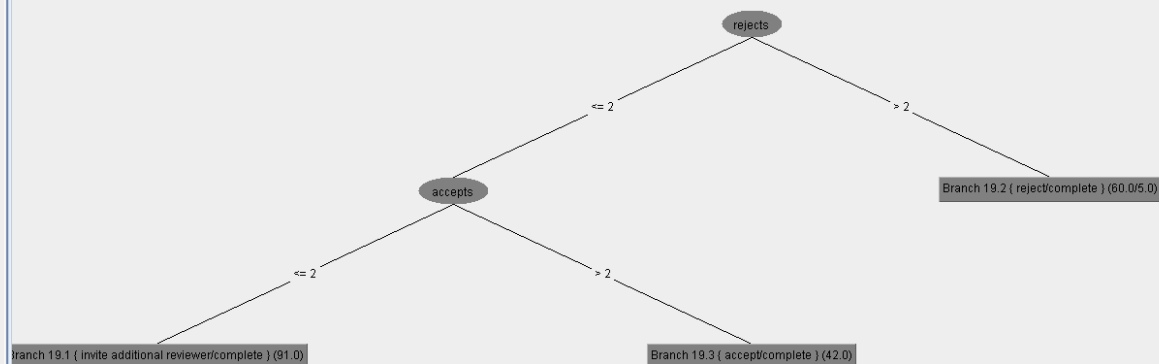 rejects
<= 2
> 2
accepts
Branch 19.2 { reject/complete } (60.0/5.0)
<= 2
> 2
Branch 19.1 { invite additional reviewer/complete } (91.0)
Branch 19.3 { accept/complete } (42.0)